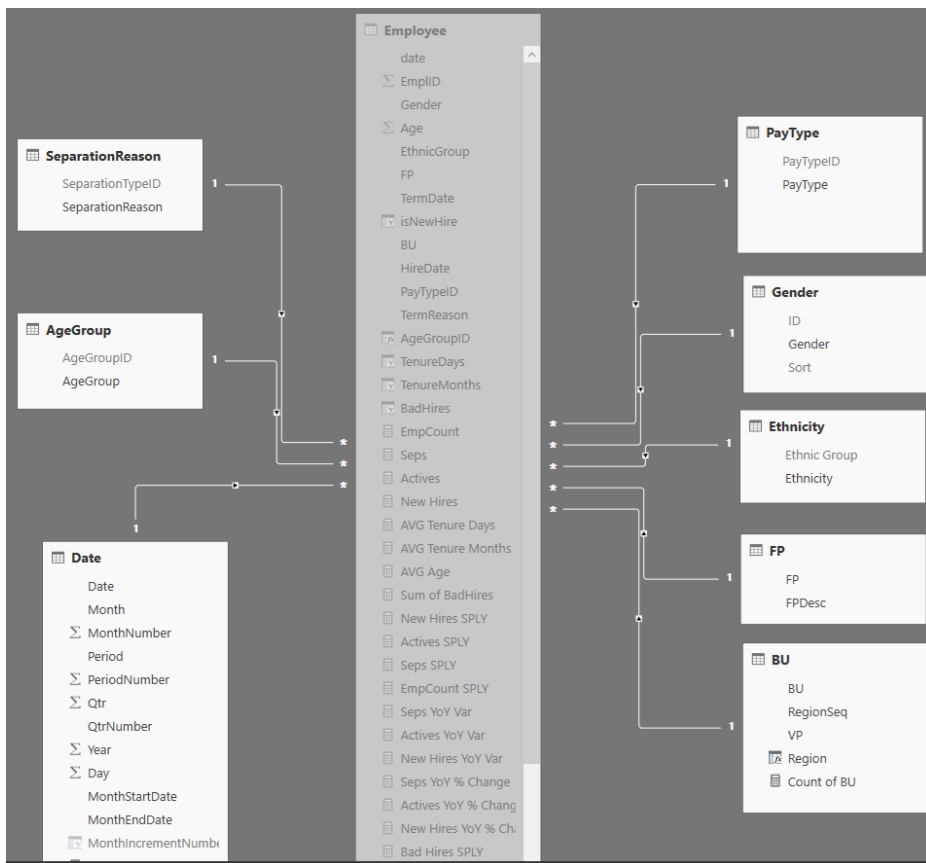 Employee
date
EmplID
Gender
Age
EthnicGroup
FP
TermDate
isNewHire
BU
HireDate
PayTypeID
TermReason
AgeGroupID
TenureDays
TenureMonths
BadHires
EmpCount
Seps
Actives
New Hires
AVG Tenure Days
AVG Tenure Months
AVG Age
Sum of BadHires
New Hires SPLY
Actives SPLY
Seps SPLY
EmpCount SPLY
Seps YoY Var
Actives YoY Var
New Hires YoY Var
Seps YoY % Change
Actives YoY % Chang
New Hires YoY % Ch
Bad Hires SPLY
SeparationReason
SeparationTypeID
SeparationReason
1
AgeGroup
AgeGroupID
AgeGroup
1
*
*
*
1
Date
Date
Month
MonthNumber
Period
PeriodNumber
Qtr
QtrNumber
Year
Day
MonthStartDate
MonthEndDate
MonthIncrementNumbe
PayType
PayTypeID
PayType
1
Gender
ID
Gender
Sort
1
Ethnicity
Ethnic Group
Ethnicity
1
*
*
*
*
*
FP
FP
FPDesc
1
BU
BU
RegionSeq
VP
Region
Count of BU
1